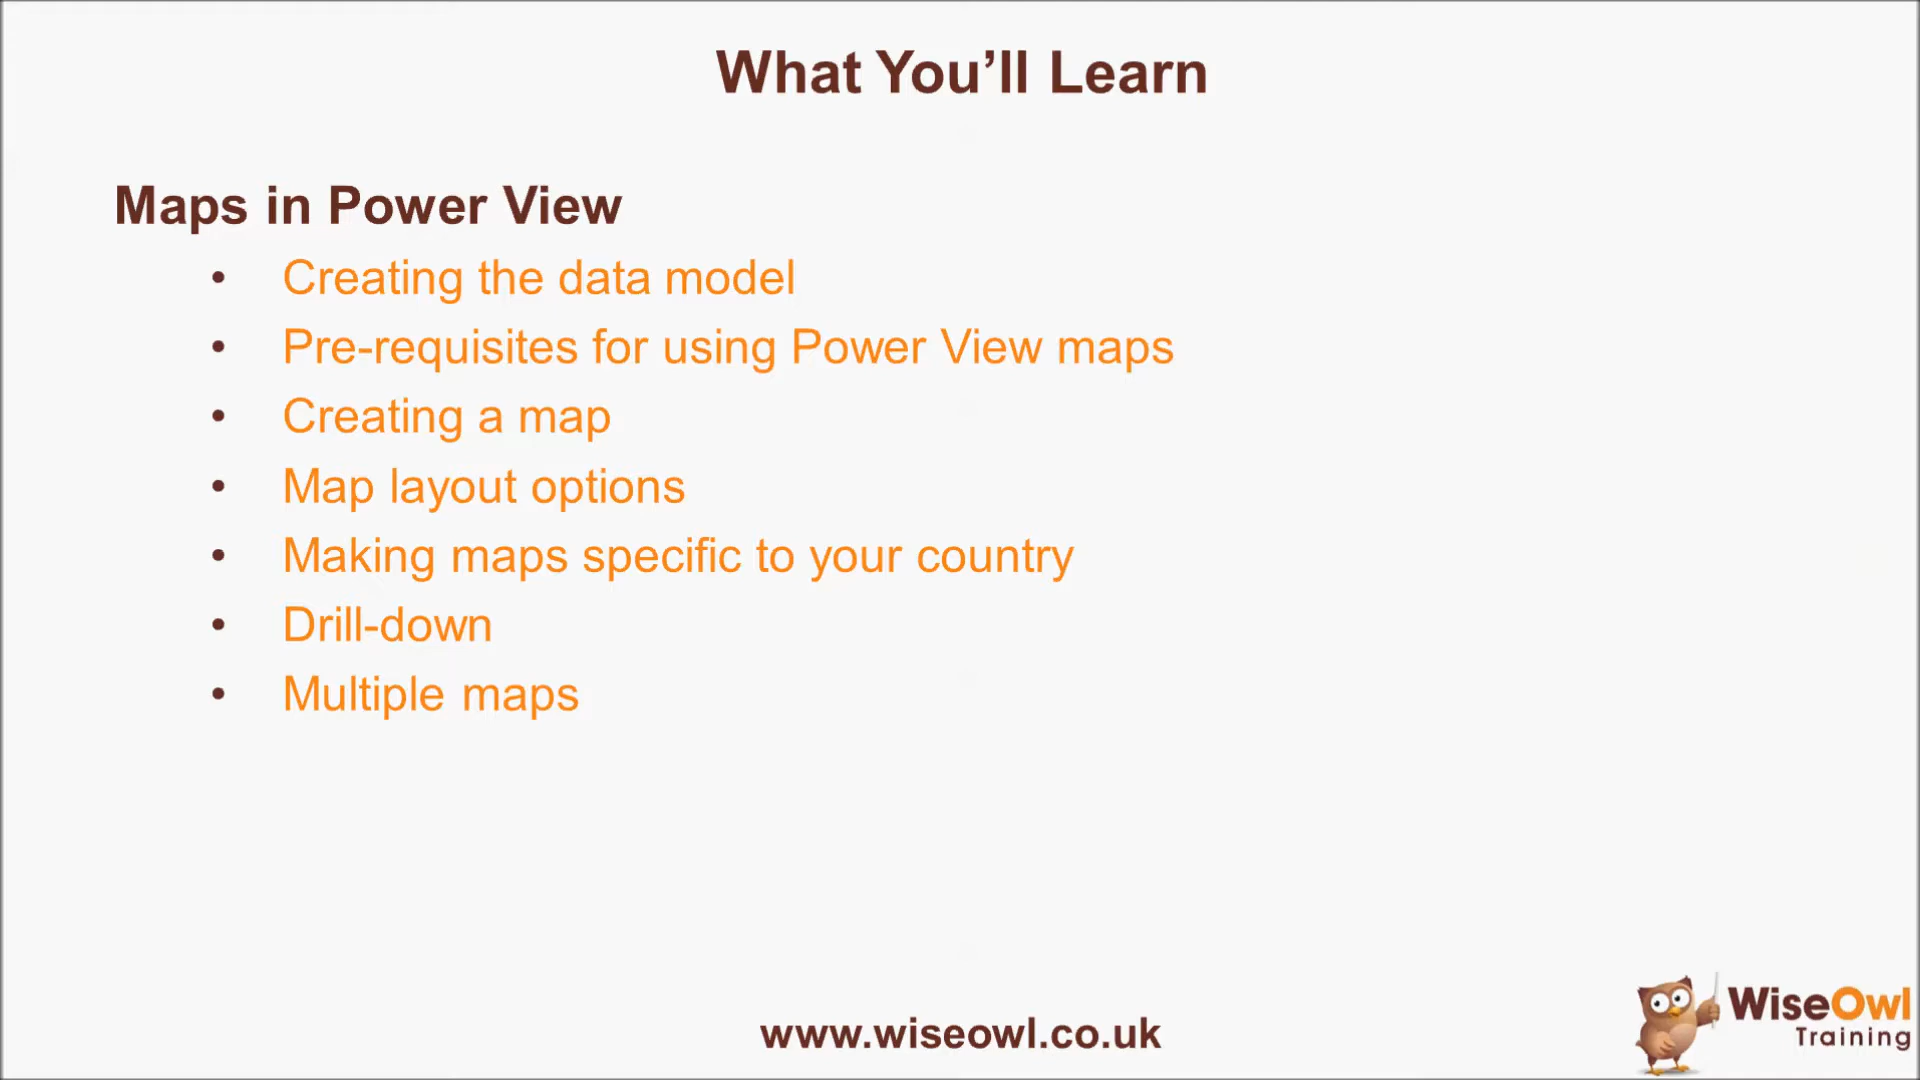 What You’ll Learn
Maps in Power View
• Creating the data model
• Pre-requisites for using Power View maps
• Creating a map
• Map layout options
• Making maps specific to your country
• Drill-down
• Multiple maps
www.wiseowl.co.uk
WiseOwl
Training